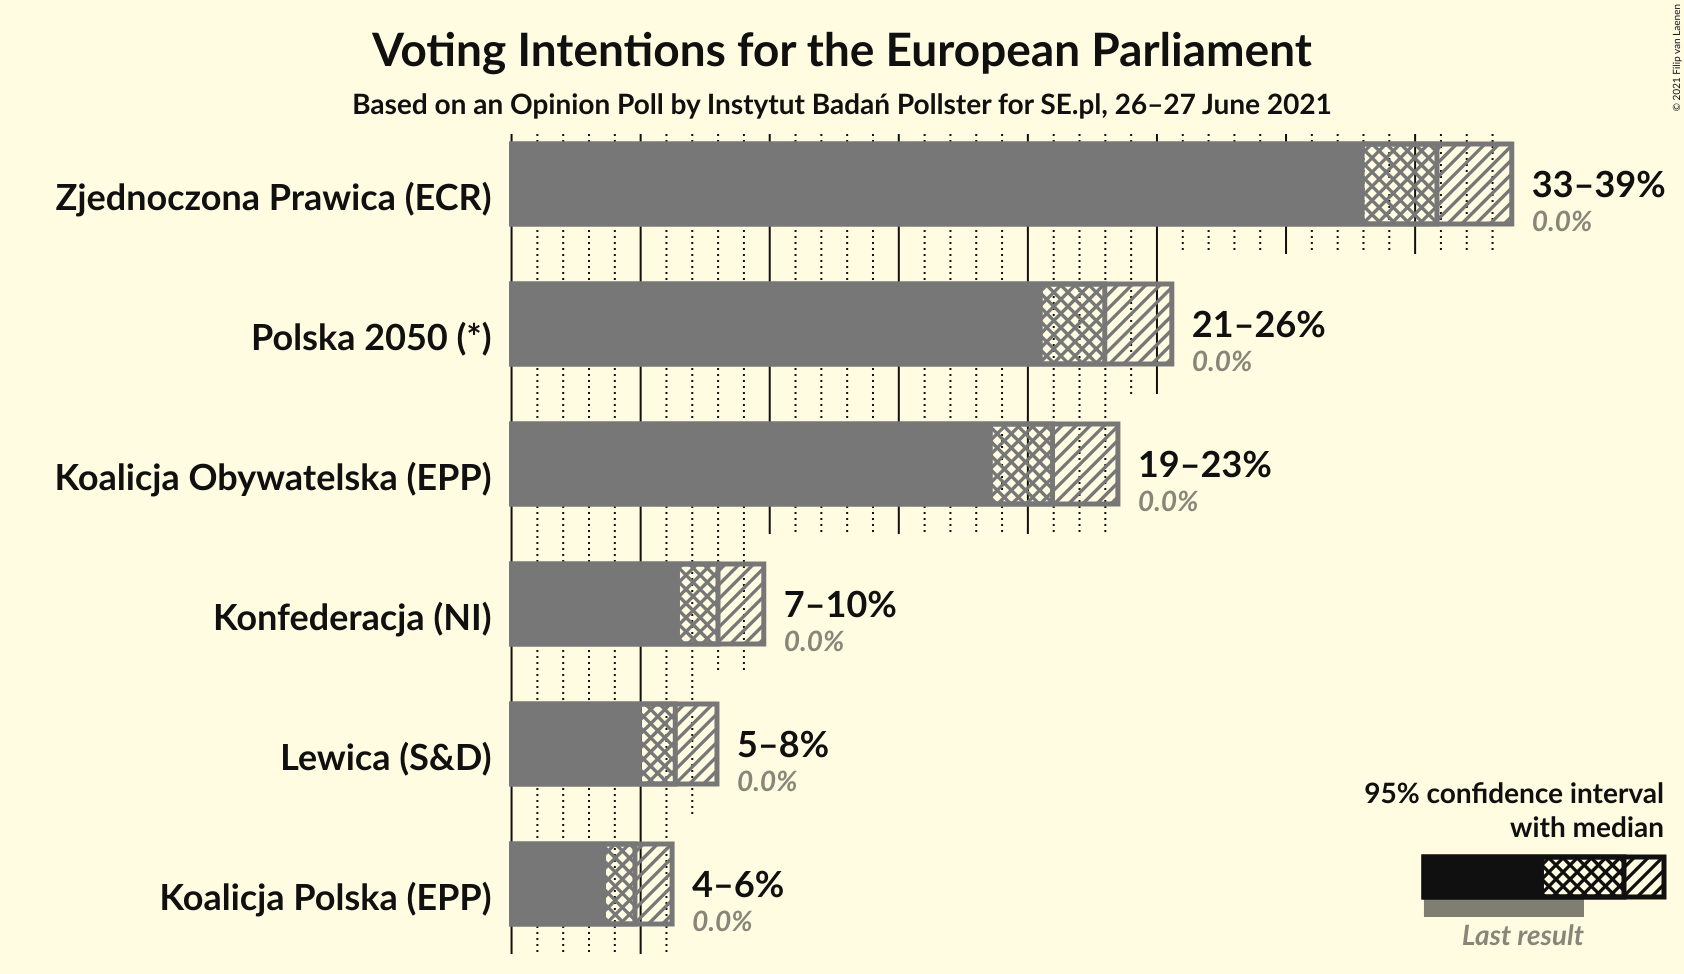 Voting Intentions for the European Parliament
Based on an Opinion Poll by Instytut Badań Pollster for SE.pl, 26–27 June 2021
© 2021 Filip van Laenen
Zjednoczona Prawica (ECR)
33–39%
0.0%
Polska 2050 (*)
21–26%
0.0%
Koalicja Obywatelska (EPP)
19–23%
0.0%
Konfederacja (NI)
7–10%
0.0%
Lewica (S&D)
5–8%
0.0%
Koalicja Polska (EPP)
4–6%
0.0%
95% confidence interval
with median
Last result